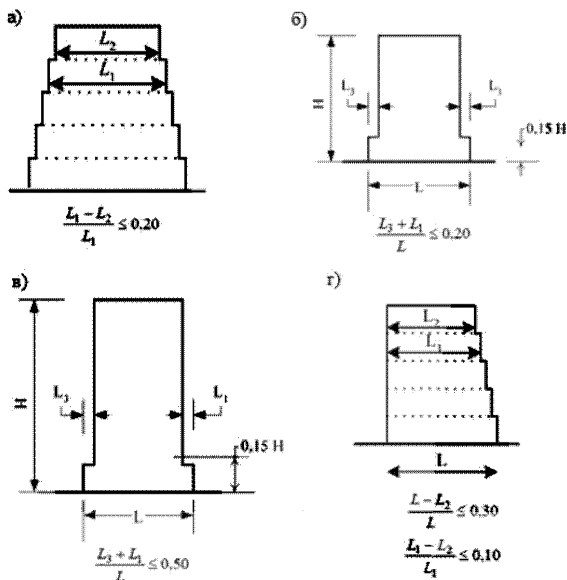 а)
L₂
L₁
(L₁ – L₂)/L₁ ≤ 0.20
б)
H
L₃
L₃
0,15 H
L
(L₃ + L₁)/L ≤ 0,20
в)
H
L₃
L₁
0,15 H
L
(L₃ + L₁)/L ≤ 0,50
г)
L₂
L₁
L
(L – L₂)/L ≤ 0.30
(L₁ – L₂)/L₁ ≤ 0,10